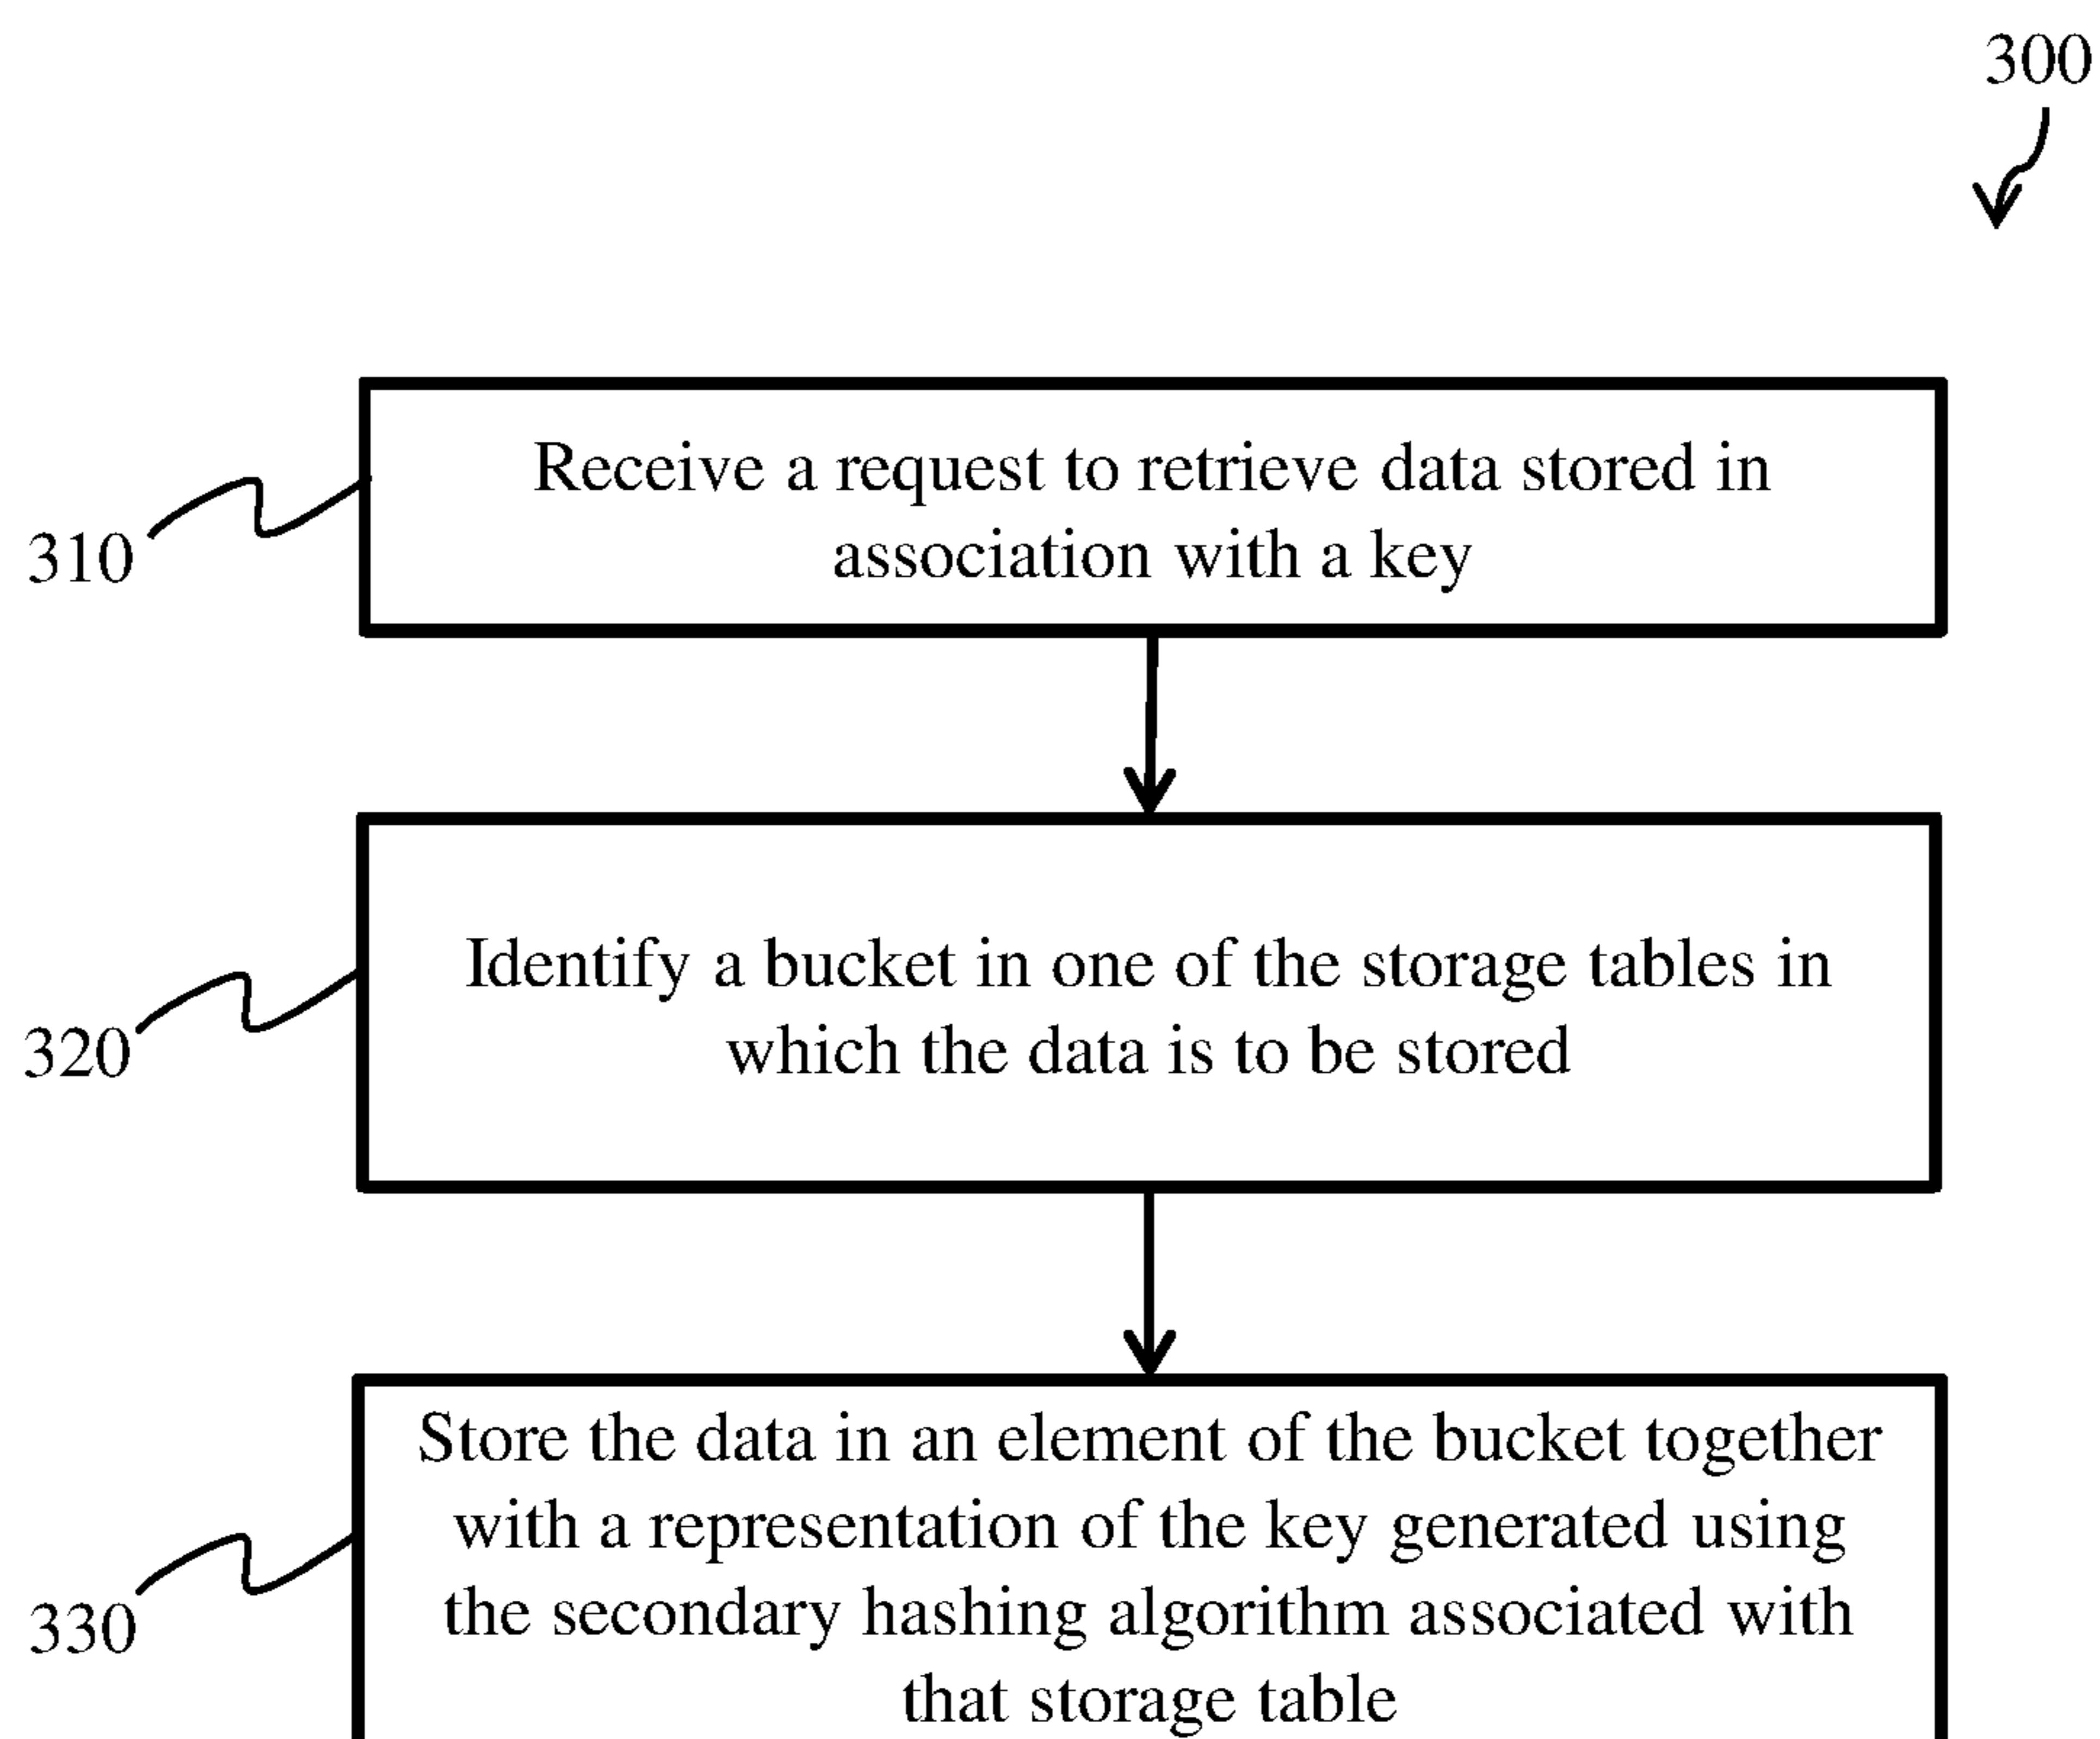 300
Receive a request to retrieve data stored in
association with a key
310
Identify a bucket in one of the storage tables in
which the data is to be stored
320
Store the data in an element of the bucket together
with a representation of the key generated using
the secondary hashing algorithm associated with
that storage table
330